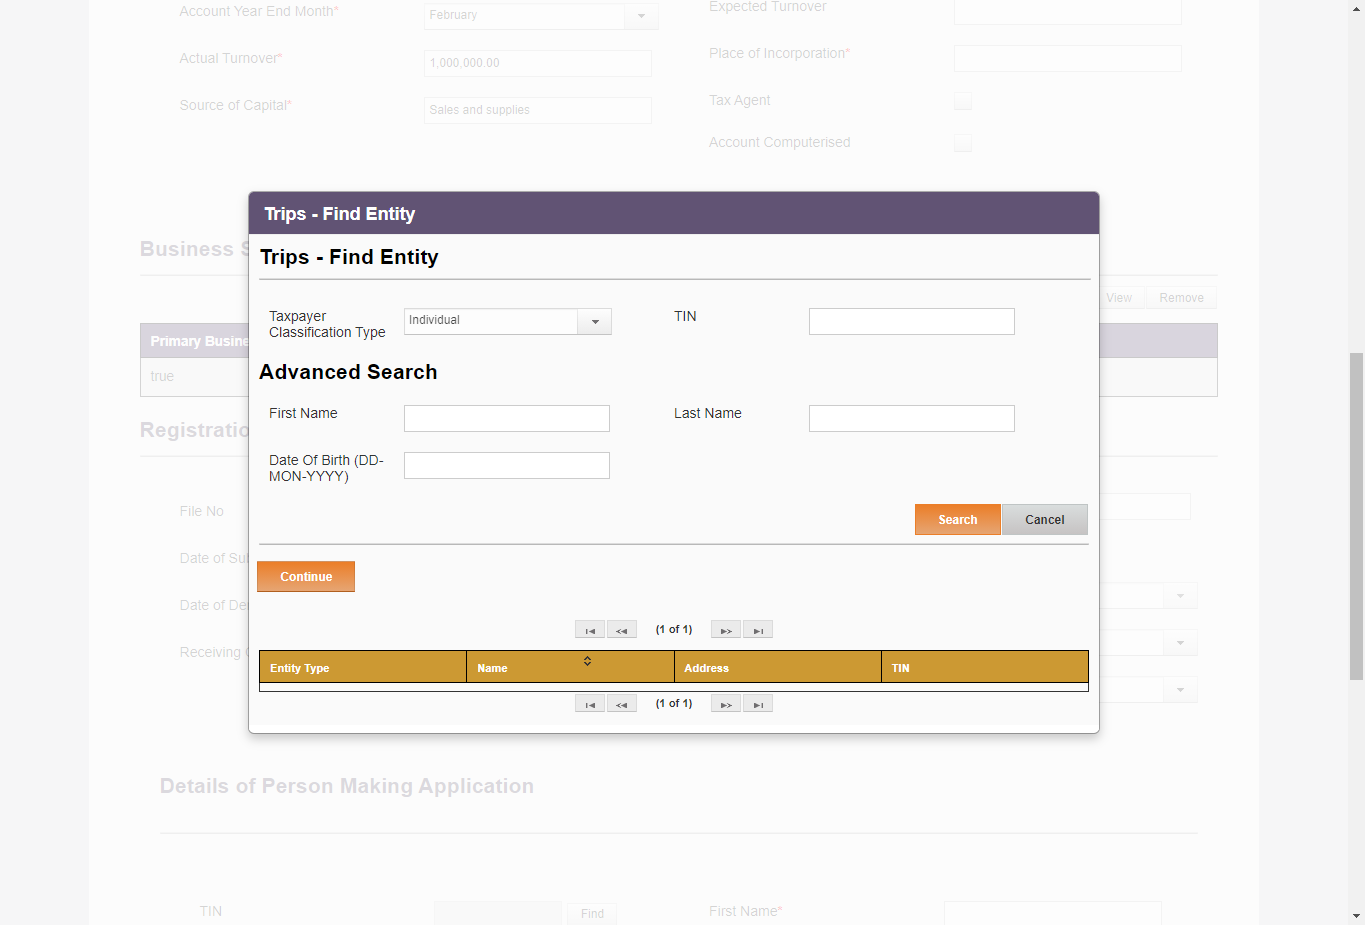 Account Year End Month*
February
Expected Turnover
Actual Turnover*
1,000,000.00
Place of Incorporation*
Source of Capital*
Sales and supplies
Tax Agent
Account Computerised
Trips - Find Entity
Business S
Trips - Find Entity
View Remove
Taxpayer Classification Type
Individual
TIN
Primary Busine
true
Advanced Search
First Name
Last Name
Registratio
Date Of Birth (DD-MON-YYYY)
File No
Search Cancel
Date of Su
Continue
Date of De
(1 of 1)
Receiving
Entity Type Name Address TIN
(1 of 1)
Details of Person Making Application
TIN
Find
First Name*